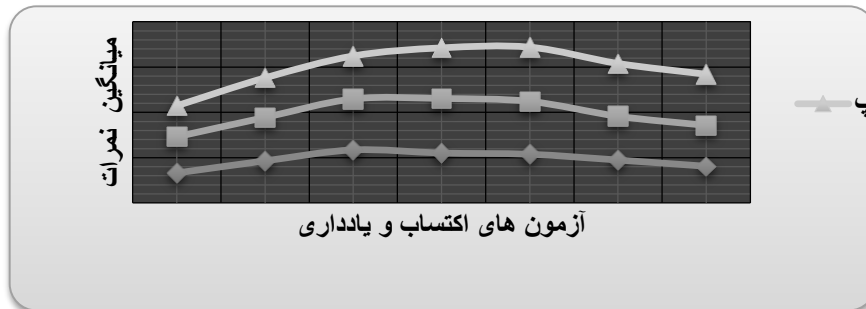 میانگین نمرات
آزمون های اکتساب و یادداری